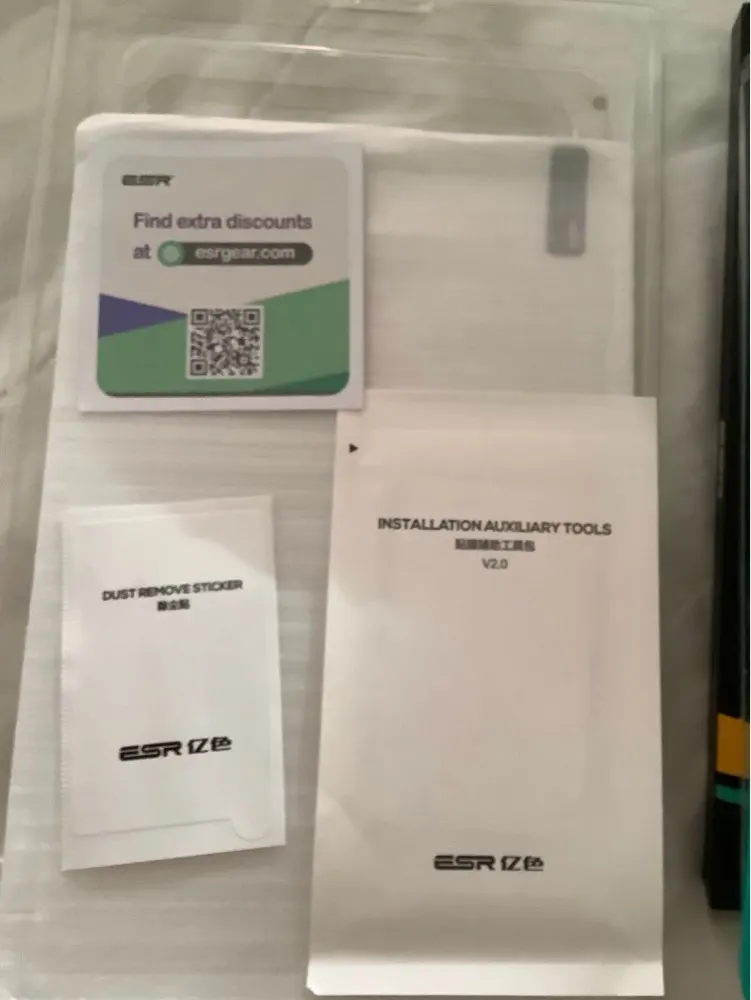 ESR
Find extra discounts
at esrgear.com
INSTALLATION AUXILIARY TOOLS
贴膜辅助工具包
V2.0
DUST REMOVE STICKER
除尘贴
ESR 亿色
ESR 亿色